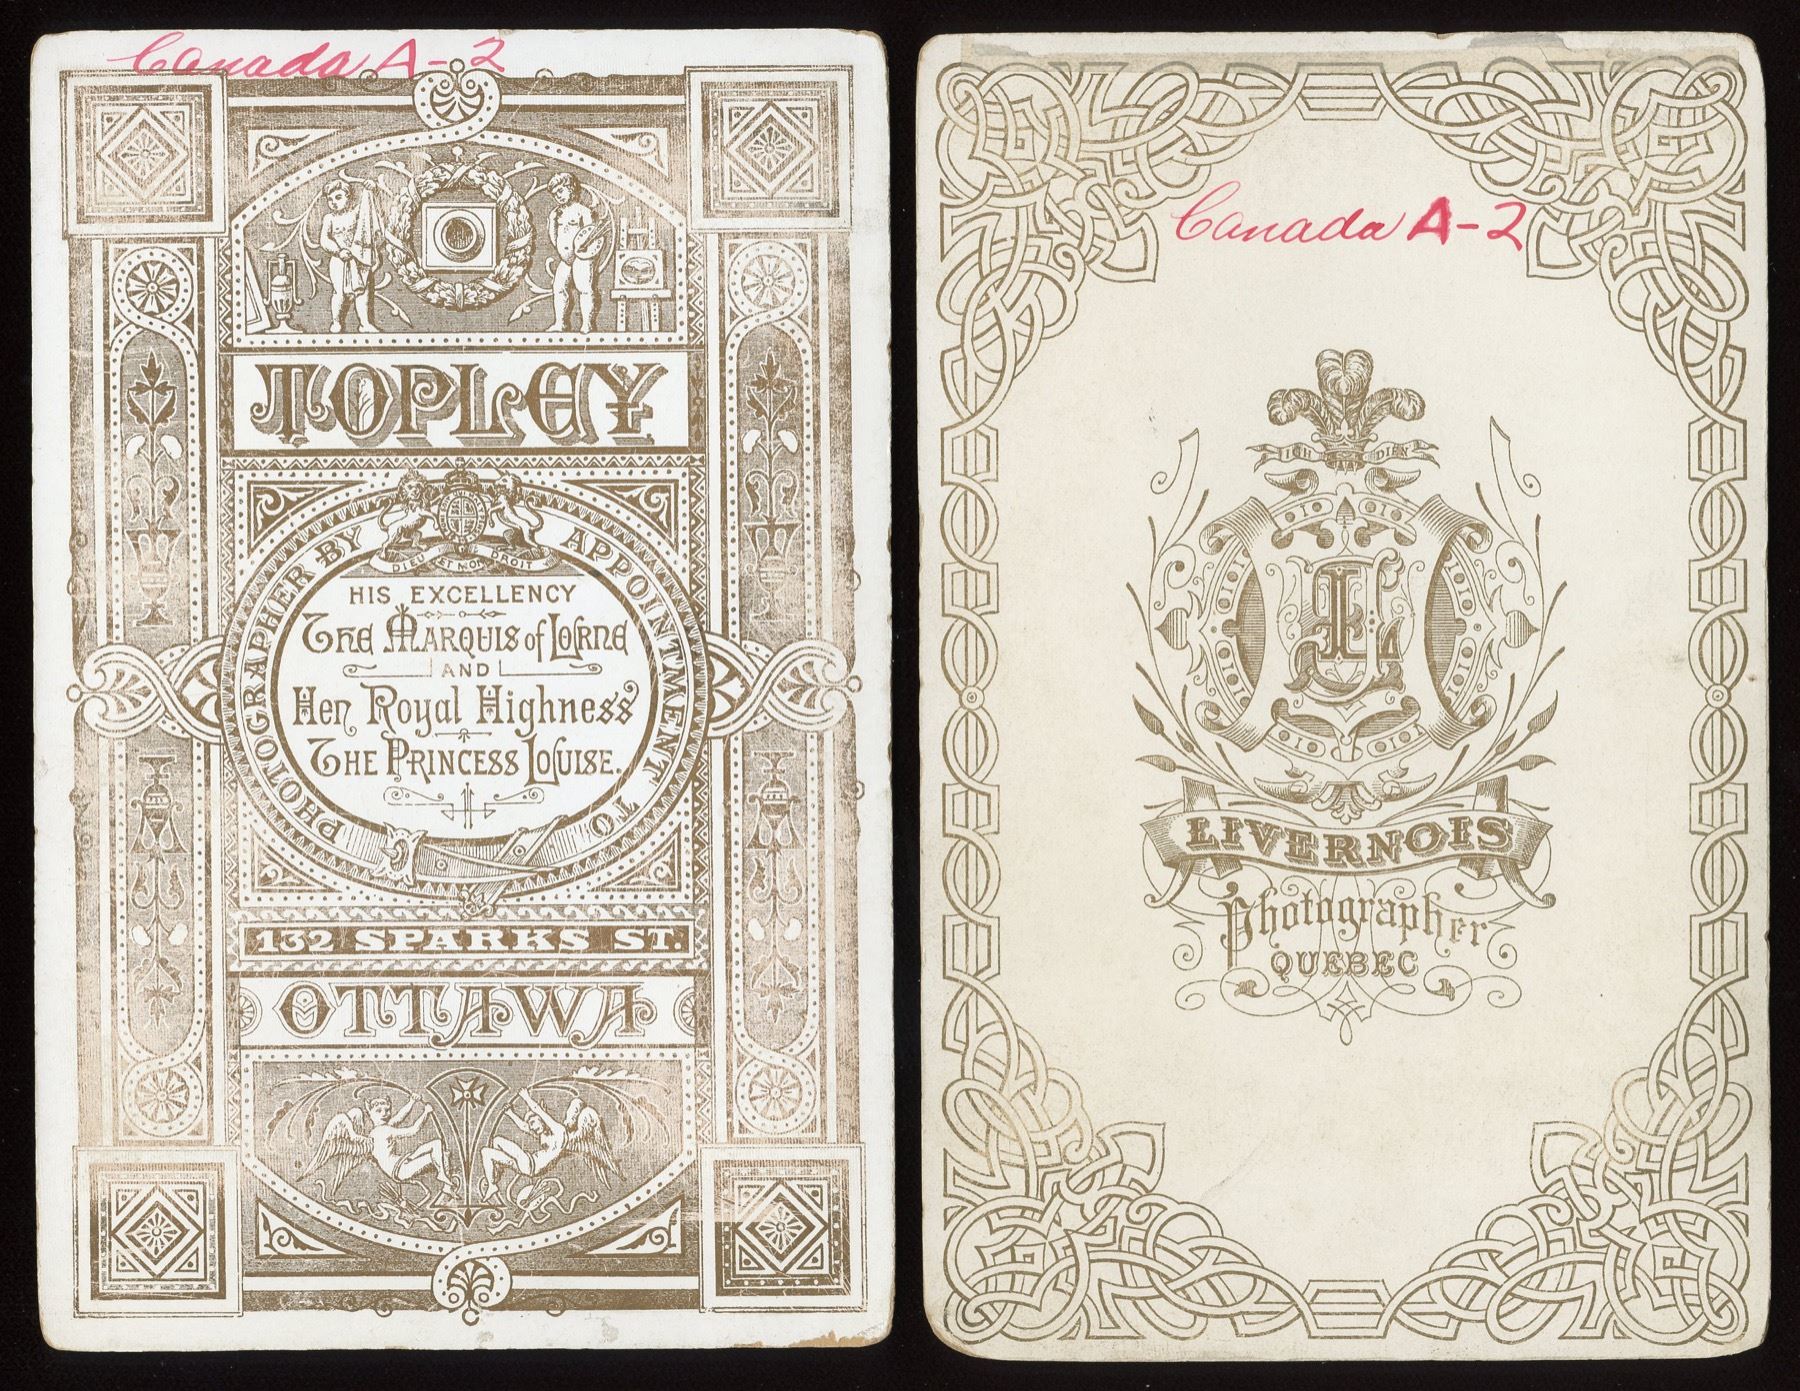 Canada A-2
TOPLEY
PHOTOGRAPHER BY APPOINTMENT TO
DIEU ET MON DROIT
HIS EXCELLENCY
THE MARQUIS of LORNE
AND
Her Royal Highness
THE PRINCESS LOUISE.
132 SPARKS ST.
OTTAWA
Canada A-2
ICH DIEN
LIVERNOIS
Photographer
QUEBEC